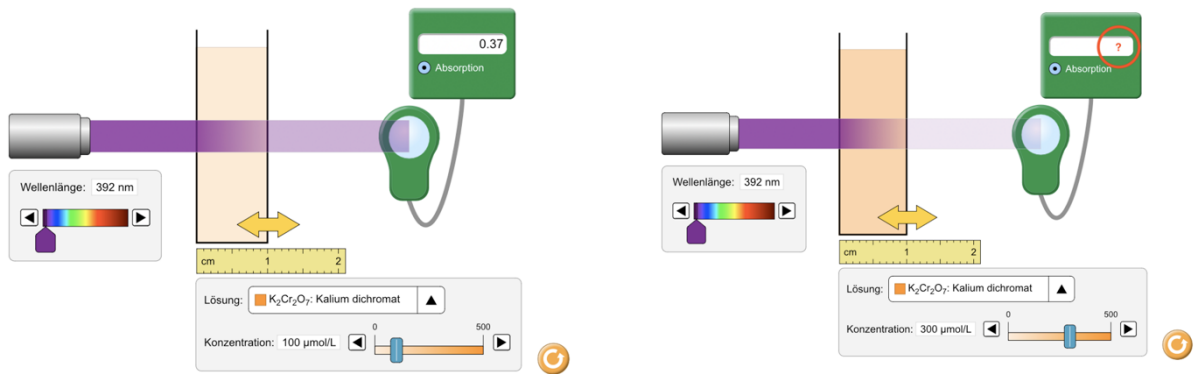 0.37
Absorption
Wellenlänge: 392 nm
cm 1 2
Lösung: K₂Cr₂O₇: Kalium dichromat
0 500
Konzentration: 100 µmol/L
?
Absorption
Wellenlänge: 392 nm
cm 1 2
Lösung: K₂Cr₂O₇: Kalium dichromat
0 500
Konzentration: 300 µmol/L